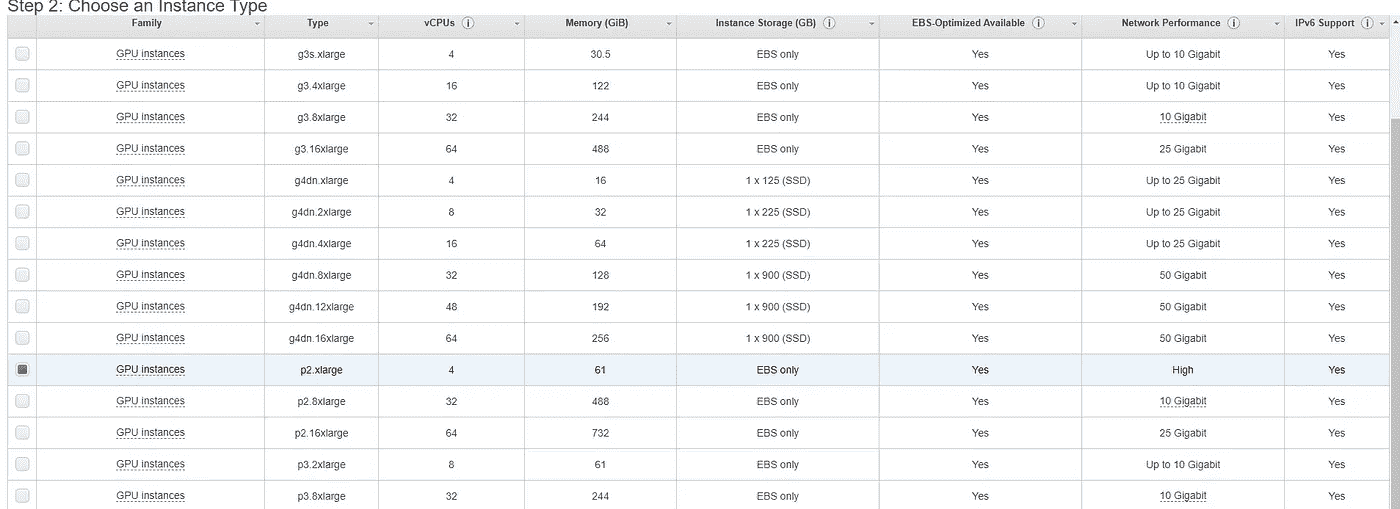 Step 2: Choose an Instance Type
Family Type vCPUs Memory (GiB) Instance Storage (GB) EBS-Optimized Available Network Performance IPv6 Support
GPU instances g3s.xlarge 4 30.5 EBS only Yes Up to 10 Gigabit Yes
GPU instances g3.4xlarge 16 122 EBS only Yes Up to 10 Gigabit Yes
GPU instances g3.8xlarge 32 244 EBS only Yes 10 Gigabit Yes
GPU instances g3.16xlarge 64 488 EBS only Yes 25 Gigabit Yes
GPU instances g4dn.xlarge 4 16 1 x 125 (SSD) Yes Up to 25 Gigabit Yes
GPU instances g4dn.2xlarge 8 32 1 x 225 (SSD) Yes Up to 25 Gigabit Yes
GPU instances g4dn.4xlarge 16 64 1 x 225 (SSD) Yes Up to 25 Gigabit Yes
GPU instances g4dn.8xlarge 32 128 1 x 900 (SSD) Yes 50 Gigabit Yes
GPU instances g4dn.12xlarge 48 192 1 x 900 (SSD) Yes 50 Gigabit Yes
GPU instances g4dn.16xlarge 64 256 1 x 900 (SSD) Yes 50 Gigabit Yes
GPU instances p2.xlarge 4 61 EBS only Yes High Yes
GPU instances p2.8xlarge 32 488 EBS only Yes 10 Gigabit Yes
GPU instances p2.16xlarge 64 732 EBS only Yes 25 Gigabit Yes
GPU instances p3.2xlarge 8 61 EBS only Yes Up to 10 Gigabit Yes
GPU instances p3.8xlarge 32 244 EBS only Yes 10 Gigabit Yes